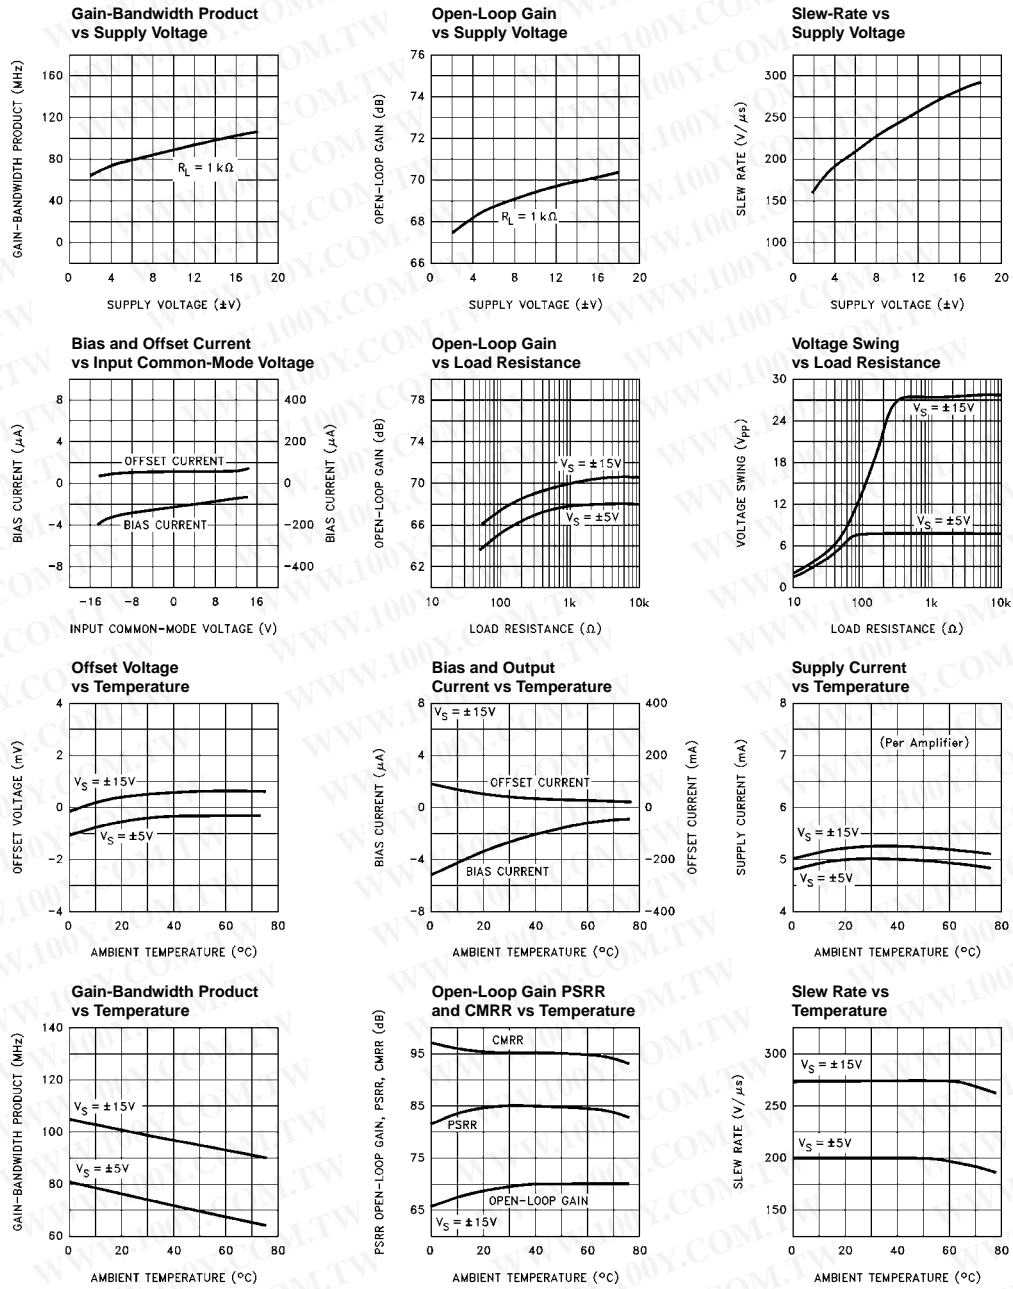 Gain-Bandwidth Product
vs Supply Voltage
GAIN-BANDWIDTH PRODUCT (MHz)
160
120
80
40
0
R_L = 1 kΩ
0 4 8 12 16 20
SUPPLY VOLTAGE (±V)
Open-Loop Gain
vs Supply Voltage
OPEN-LOOP GAIN (dB)
76
74
72
70
68
66
R_L = 1 kΩ
0 4 8 12 16 20
SUPPLY VOLTAGE (±V)
Slew-Rate vs
Supply Voltage
SLEW RATE (V/μs)
300
250
200
150
100
0 4 8 12 16 20
SUPPLY VOLTAGE (±V)
Bias and Offset Current
vs Input Common-Mode Voltage
BIAS CURRENT (μA)
8
4
0
-4
-8
OFFSET CURRENT
BIAS CURRENT
400
200
0
-200
-400
BIAS CURRENT (μA)
-16 -8 0 8 16
INPUT COMMON-MODE VOLTAGE (V)
Open-Loop Gain
vs Load Resistance
OPEN-LOOP GAIN (dB)
78
74
70
66
62
V_S = ±15V
V_S = ±5V
10 100 1k 10k
LOAD RESISTANCE (Ω)
Voltage Swing
vs Load Resistance
VOLTAGE SWING (V_PP)
30
24
18
12
6
0
V_S = ±15V
V_S = ±5V
10 100 1k 10k
LOAD RESISTANCE (Ω)
Offset Voltage
vs Temperature
OFFSET VOLTAGE (mV)
4
2
0
-2
-4
V_S = ±15V
V_S = ±5V
0 20 40 60 80
AMBIENT TEMPERATURE (°C)
Bias and Output
Current vs Temperature
BIAS CURRENT (μA)
8
4
0
-4
-8
V_S = ±15V
OFFSET CURRENT
BIAS CURRENT
400
200
0
-200
-400
OFFSET CURRENT (mA)
0 20 40 60 80
AMBIENT TEMPERATURE (°C)
Supply Current
vs Temperature
SUPPLY CURRENT (mA)
8
7
6
5
4
(Per Amplifier)
V_S = ±15V
V_S = ±5V
0 20 40 60 80
AMBIENT TEMPERATURE (°C)
Gain-Bandwidth Product
vs Temperature
GAIN-BANDWIDTH PRODUCT (MHz)
140
120
100
80
60
V_S = ±15V
V_S = ±5V
0 20 40 60 80
AMBIENT TEMPERATURE (°C)
Open-Loop Gain PSRR
and CMRR vs Temperature
PSRR OPEN-LOOP GAIN, PSRR, CMRR (dB)
95
85
75
65
CMRR
PSRR
OPEN-LOOP GAIN
V_S = ±15V
0 20 40 60 80
AMBIENT TEMPERATURE (°C)
Slew Rate vs
Temperature
SLEW RATE (V/μs)
300
250
200
150
V_S = ±15V
V_S = ±5V
0 20 40 60 80
AMBIENT TEMPERATURE (°C)
WWW.100Y.COM.TW